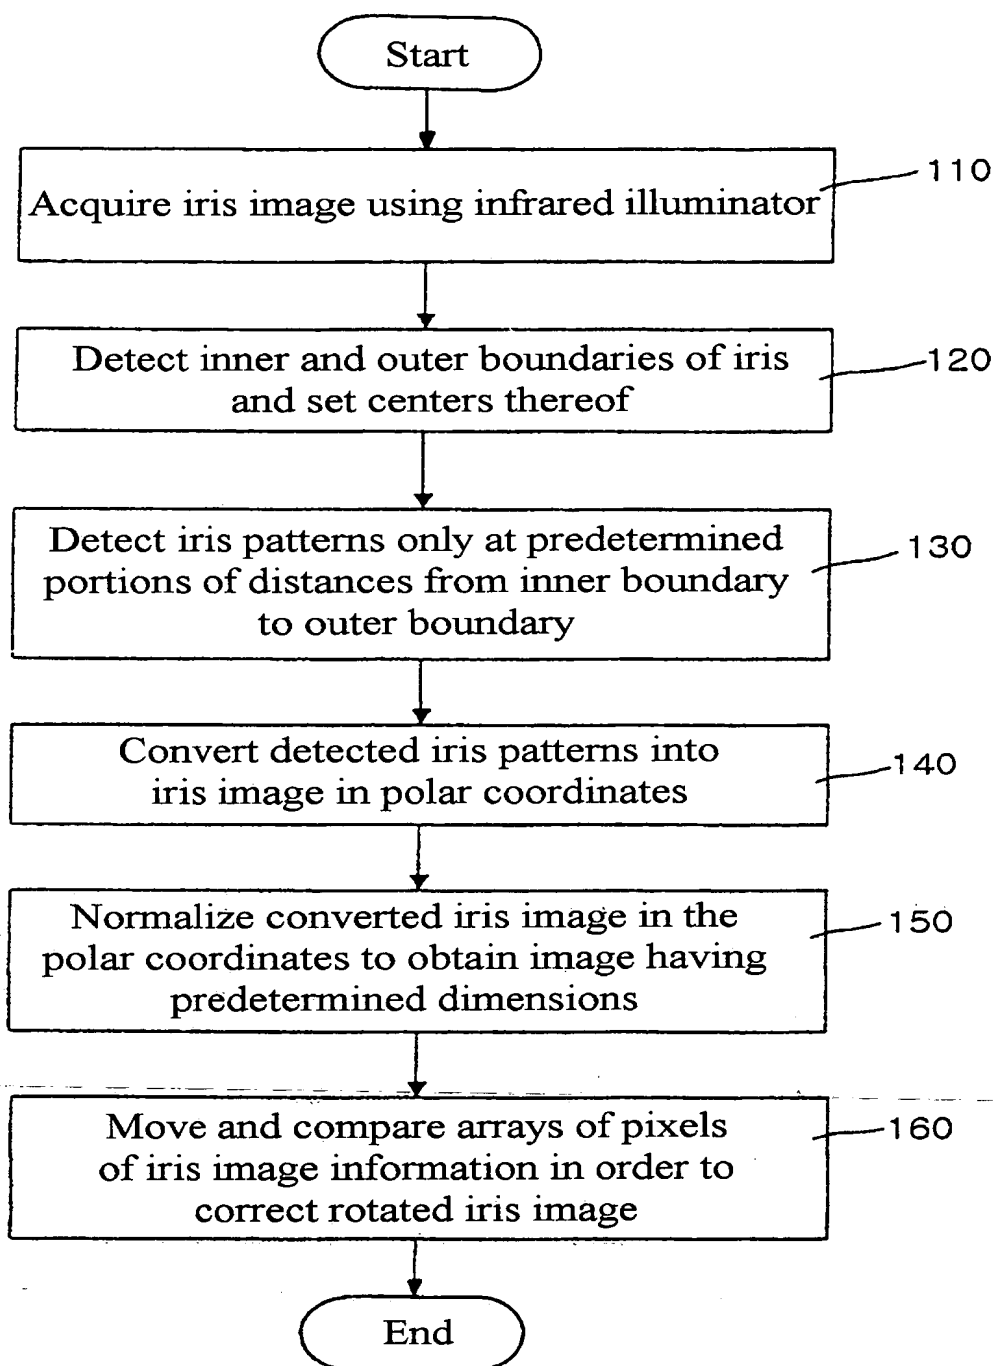 Start
Acquire iris image using infrared illuminator
110
Detect inner and outer boundaries of iris
and set centers thereof
120
Detect iris patterns only at predetermined
portions of distances from inner boundary
to outer boundary
130
Convert detected iris patterns into
iris image in polar coordinates
140
Normalize converted iris image in the
polar coordinates to obtain image having
predetermined dimensions
150
Move and compare arrays of pixels
of iris image information in order to
correct rotated iris image
160
End